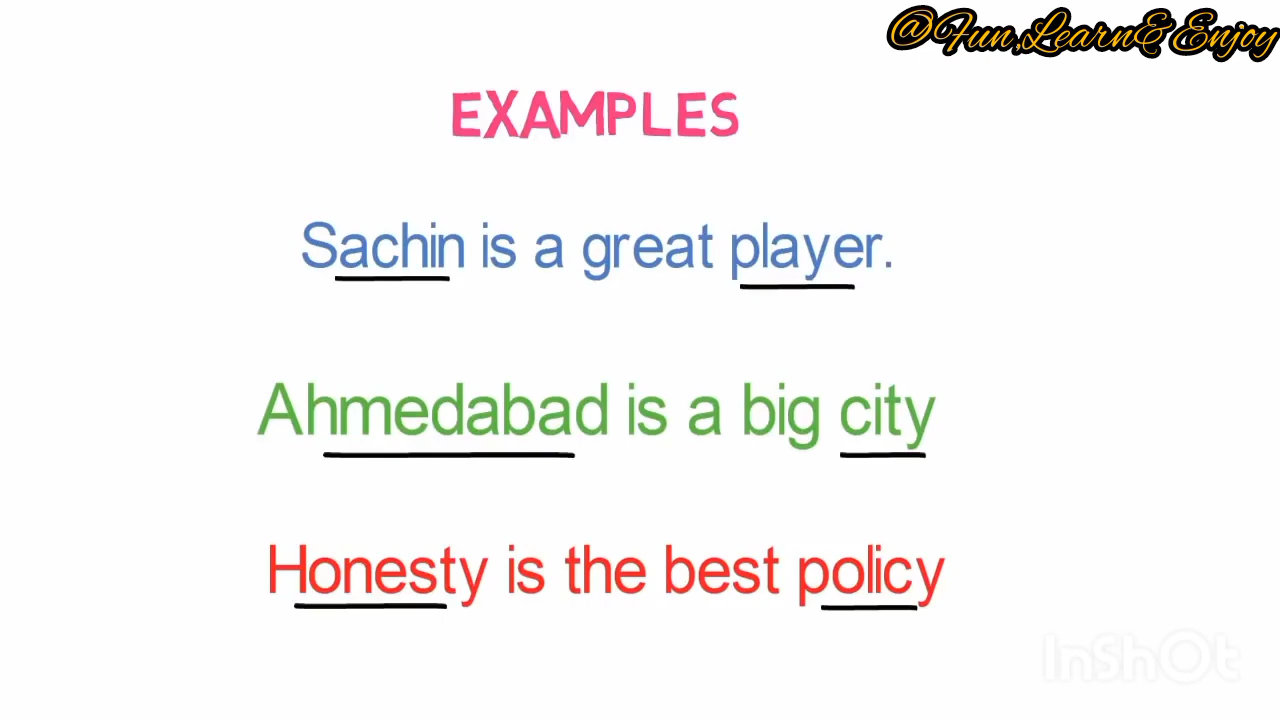 @Fun,Learn& Enjoy
EXAMPLES
Sachin is a great player.
Ahmedabad is a big city
Honesty is the best policy
InShOt